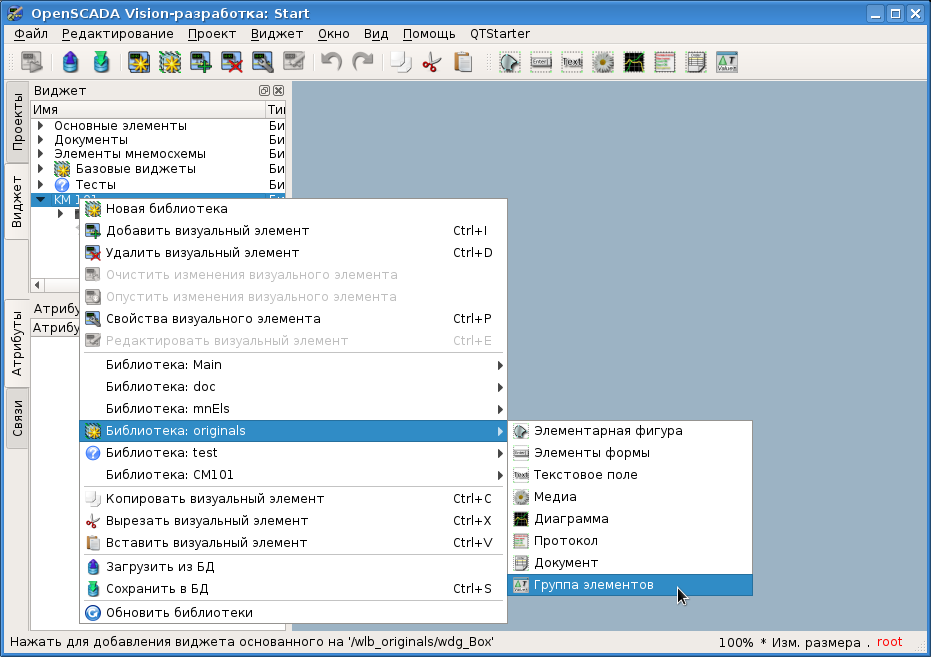 OpenSCADA Vision-разработка: Start
Файл Редактирование Проект Виджет Окно Вид Помощь QTStarter
Text
Проекты
Виджет
Атрибуты
Связи
Виджет
Имя Ти
Основные элементы Би
Документы Би
Элементы мнемосхемы Би
Базовые виджеты Би
Тесты Би
КМ 101 Би
Атрибу
Атрибу
Новая библиотека
Добавить визуальный элемент Ctrl+I
Удалить визуальный элемент Ctrl+D
Очистить изменения визуального элемента
Опустить изменения визуального элемента
Свойства визуального элемента Ctrl+P
Редактировать визуальный элемент Ctrl+E
Библиотека: Main
Библиотека: doc
Библиотека: mnEls
Библиотека: originals
Библиотека: test
Библиотека: CM101
Копировать визуальный элемент Ctrl+C
Вырезать визуальный элемент Ctrl+X
Вставить визуальный элемент Ctrl+V
Загрузить из БД
Сохранить в БД Ctrl+S
Обновить библиотеки
Элементарная фигура
Элементы формы
Текстовое поле
Медиа
Диаграмма
Протокол
Документ
Группа элементов
Нажать для добавления виджета основанного на '/wlb_originals/wdg_Box' 100% * Изм. размера . root